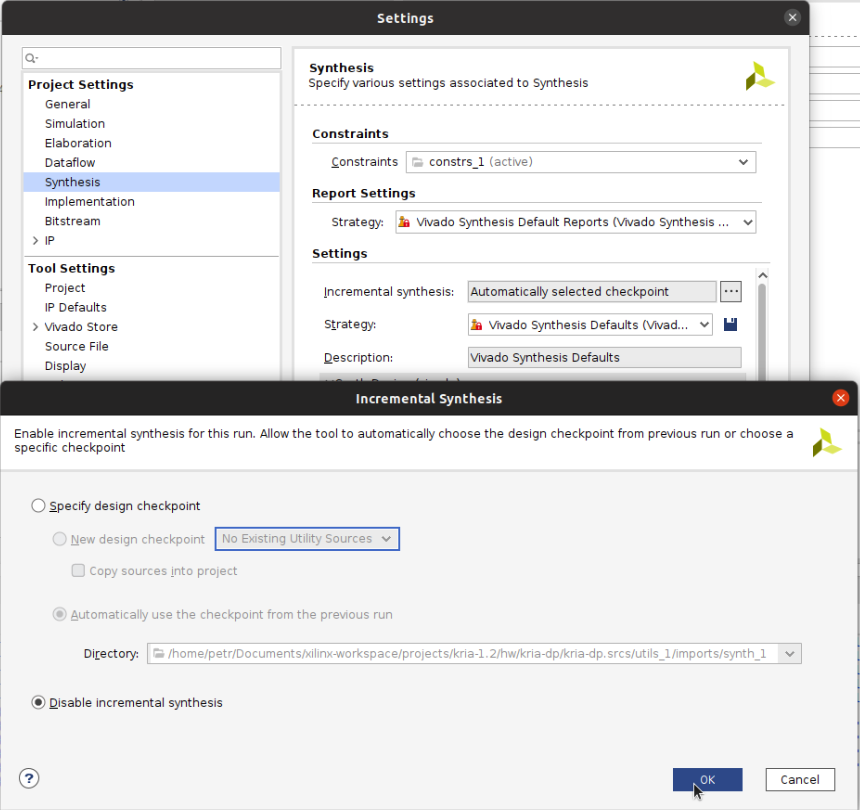 Settings
Q-
Project Settings
General
Simulation
Elaboration
Dataflow
Synthesis
Implementation
Bitstream
IP
Tool Settings
Project
IP Defaults
Vivado Store
Source File
Display
Synthesis
Specify various settings associated to Synthesis
Constraints
Constraints constrs_1 (active)
Report Settings
Strategy: Vivado Synthesis Default Reports (Vivado Synthesis ...
Settings
Incremental synthesis: Automatically selected checkpoint ...
Strategy: Vivado Synthesis Defaults (Vivad...
Description: Vivado Synthesis Defaults
Incremental Synthesis
Enable incremental synthesis for this run. Allow the tool to automatically choose the design checkpoint from previous run or choose a
specific checkpoint
Specify design checkpoint
New design checkpoint No Existing Utility Sources
Copy sources into project
Automatically use the checkpoint from the previous run
Directory: /home/petr/Documents/xilinx-workspace/projects/kria-1.2/hw/kria-dp/kria-dp.srcs/utils_1/imports/synth_1
Disable incremental synthesis
? OK Cancel